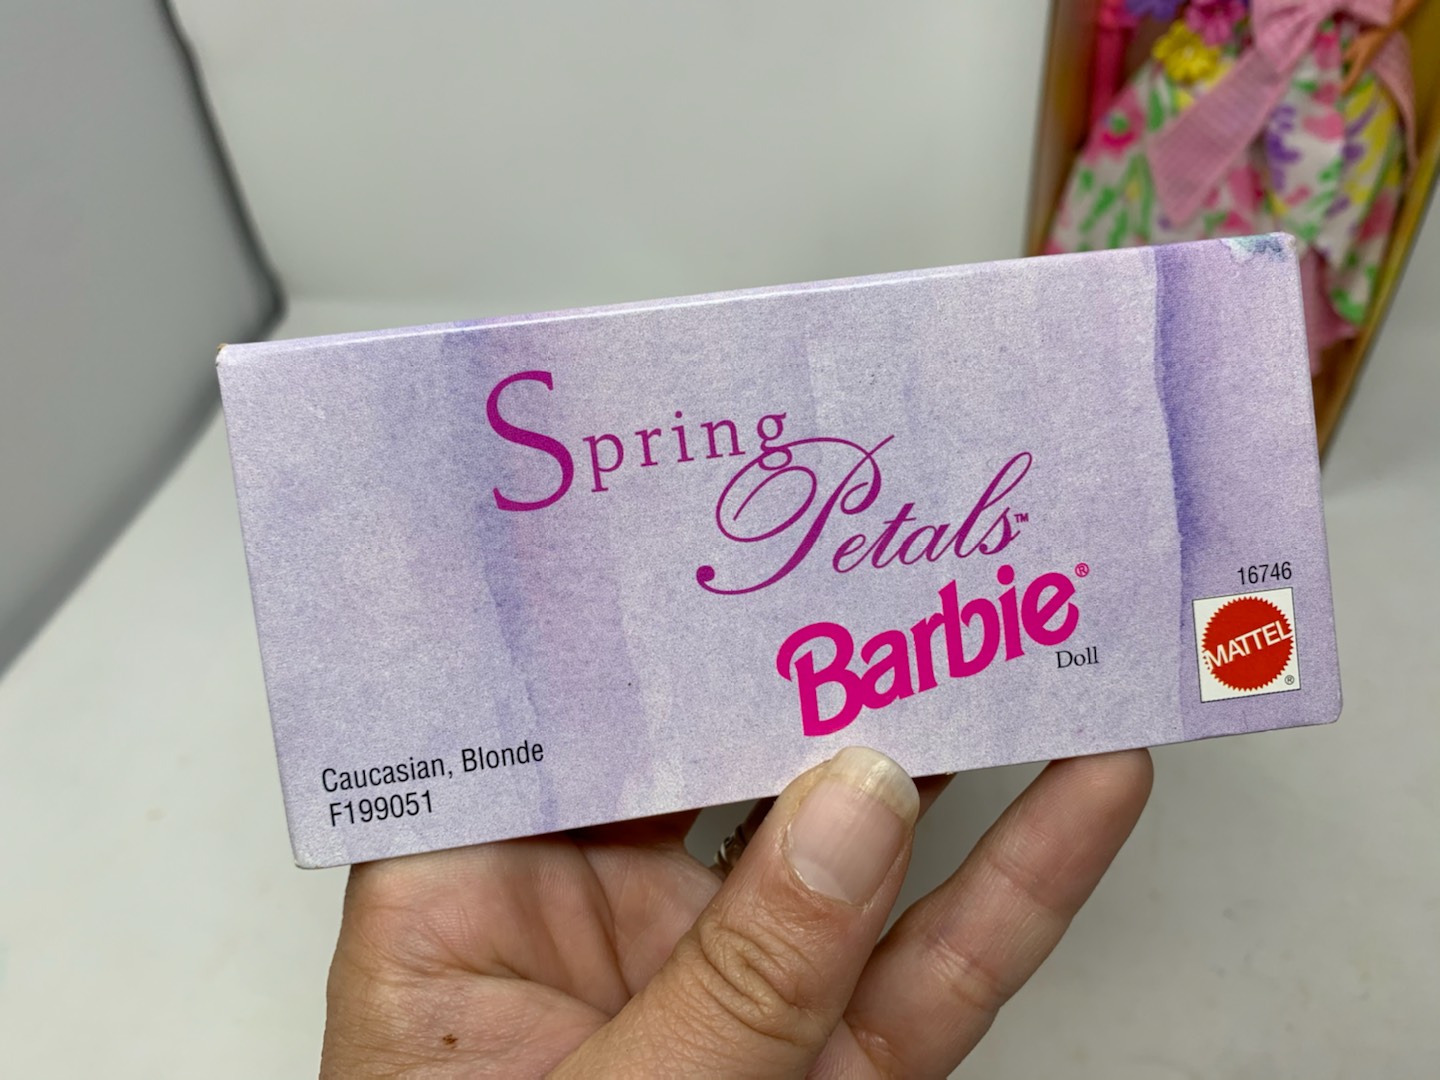 Spring
Petals™
Barbie®
Doll
16746
MATTEL
®
Caucasian, Blonde
F199051